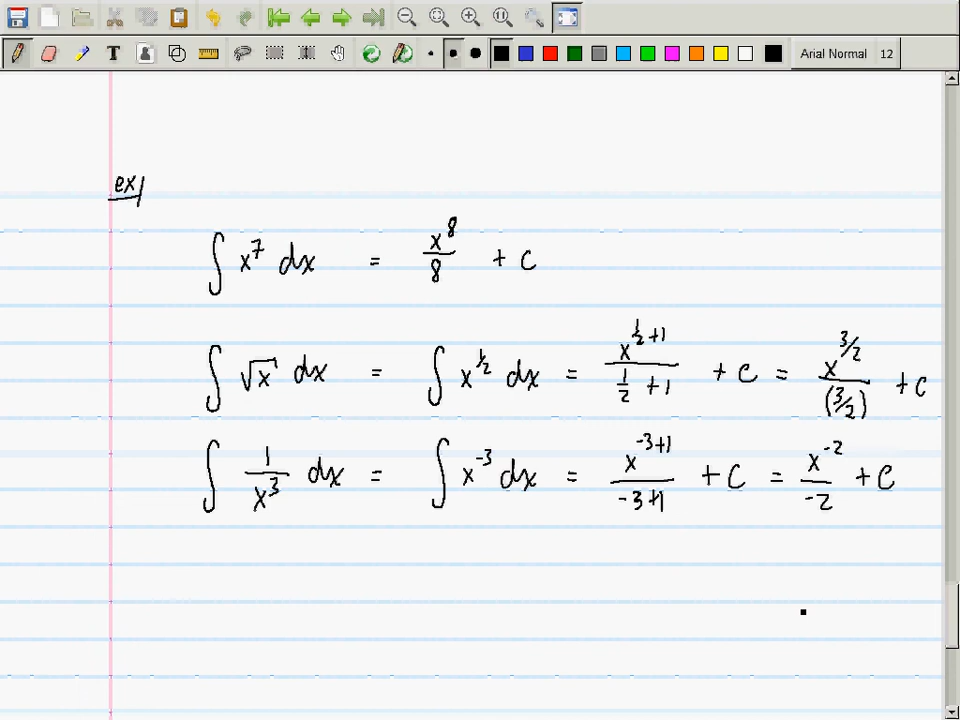 Arial Normal 12
ex1
∫ x^7 dx = x^8/8 + C
∫ √x dx = ∫ x^(1/2) dx = x^(1/2 + 1)/(1/2 + 1) + C = x^(3/2)/(3/2) + C
∫ 1/x^3 dx = ∫ x^-3 dx = x^(-3+1)/(-3+1) + C = x^-2/-2 + C